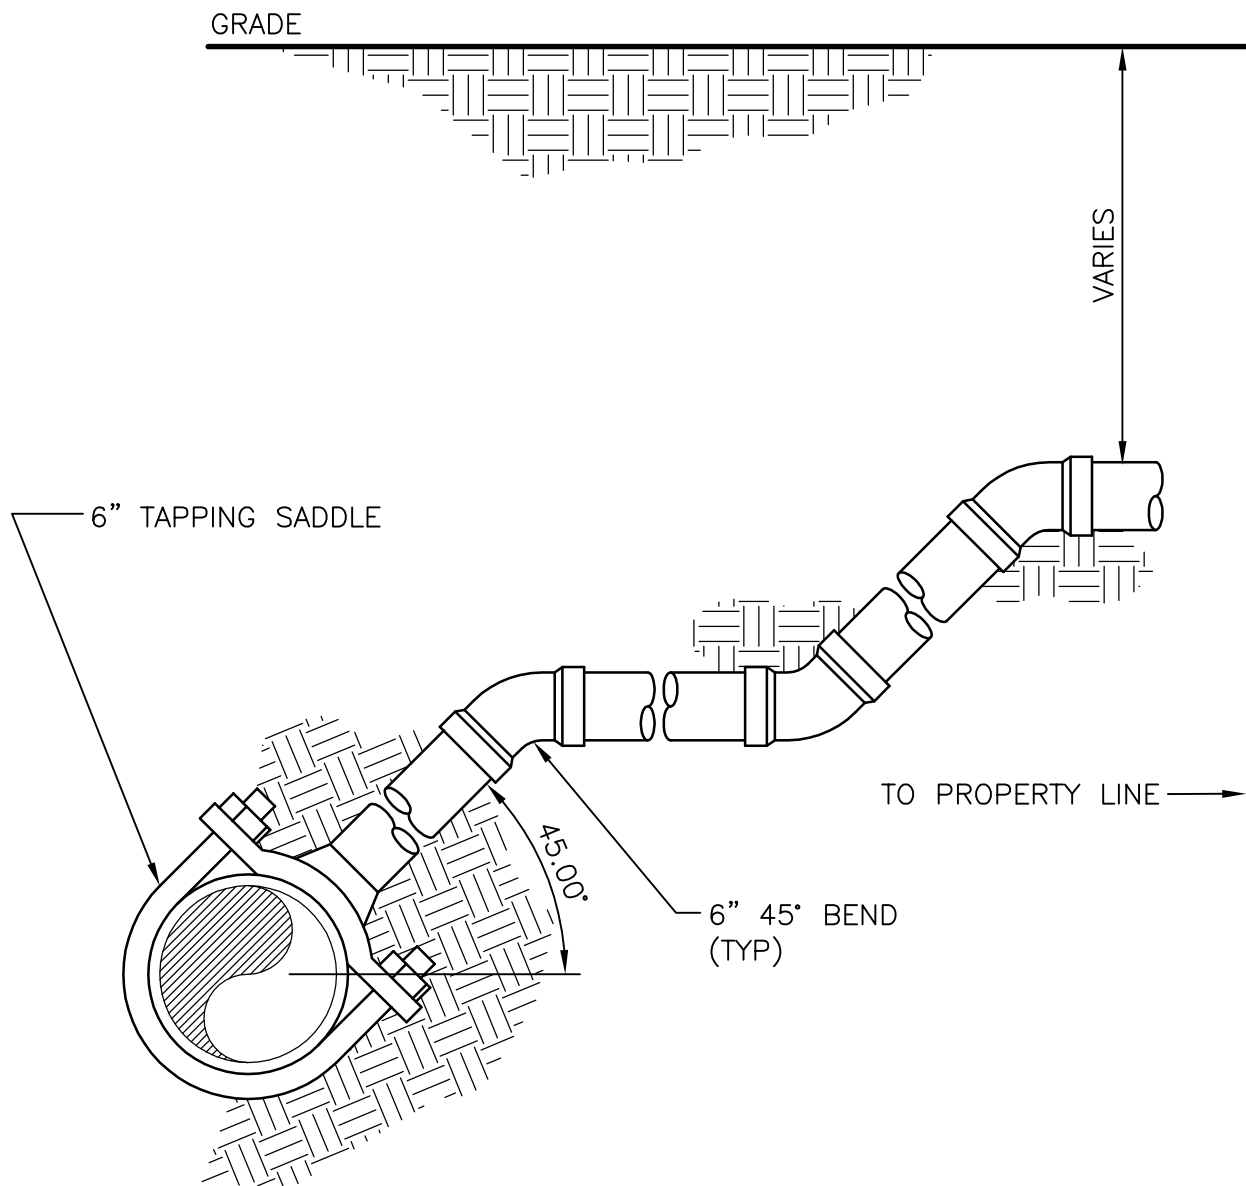 GRADE
VARIES
6” TAPPING SADDLE
TO PROPERTY LINE
45.00°
6” 45° BEND
(TYP)